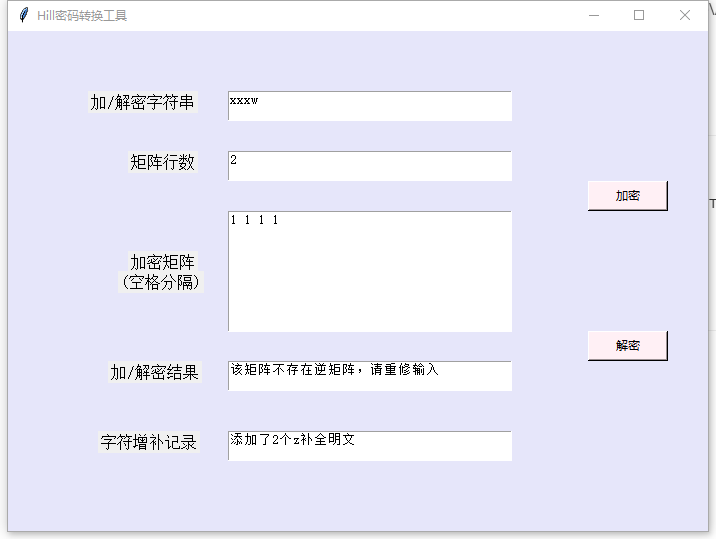 Hill密码转换工具
加/解密字符串
xxxw
矩阵行数
2
加密
1 1 1 1
加密矩阵
(空格分隔)
解密
加/解密结果
该矩阵不存在逆矩阵，请重修输入
字符增补记录
添加了2个z补全明文